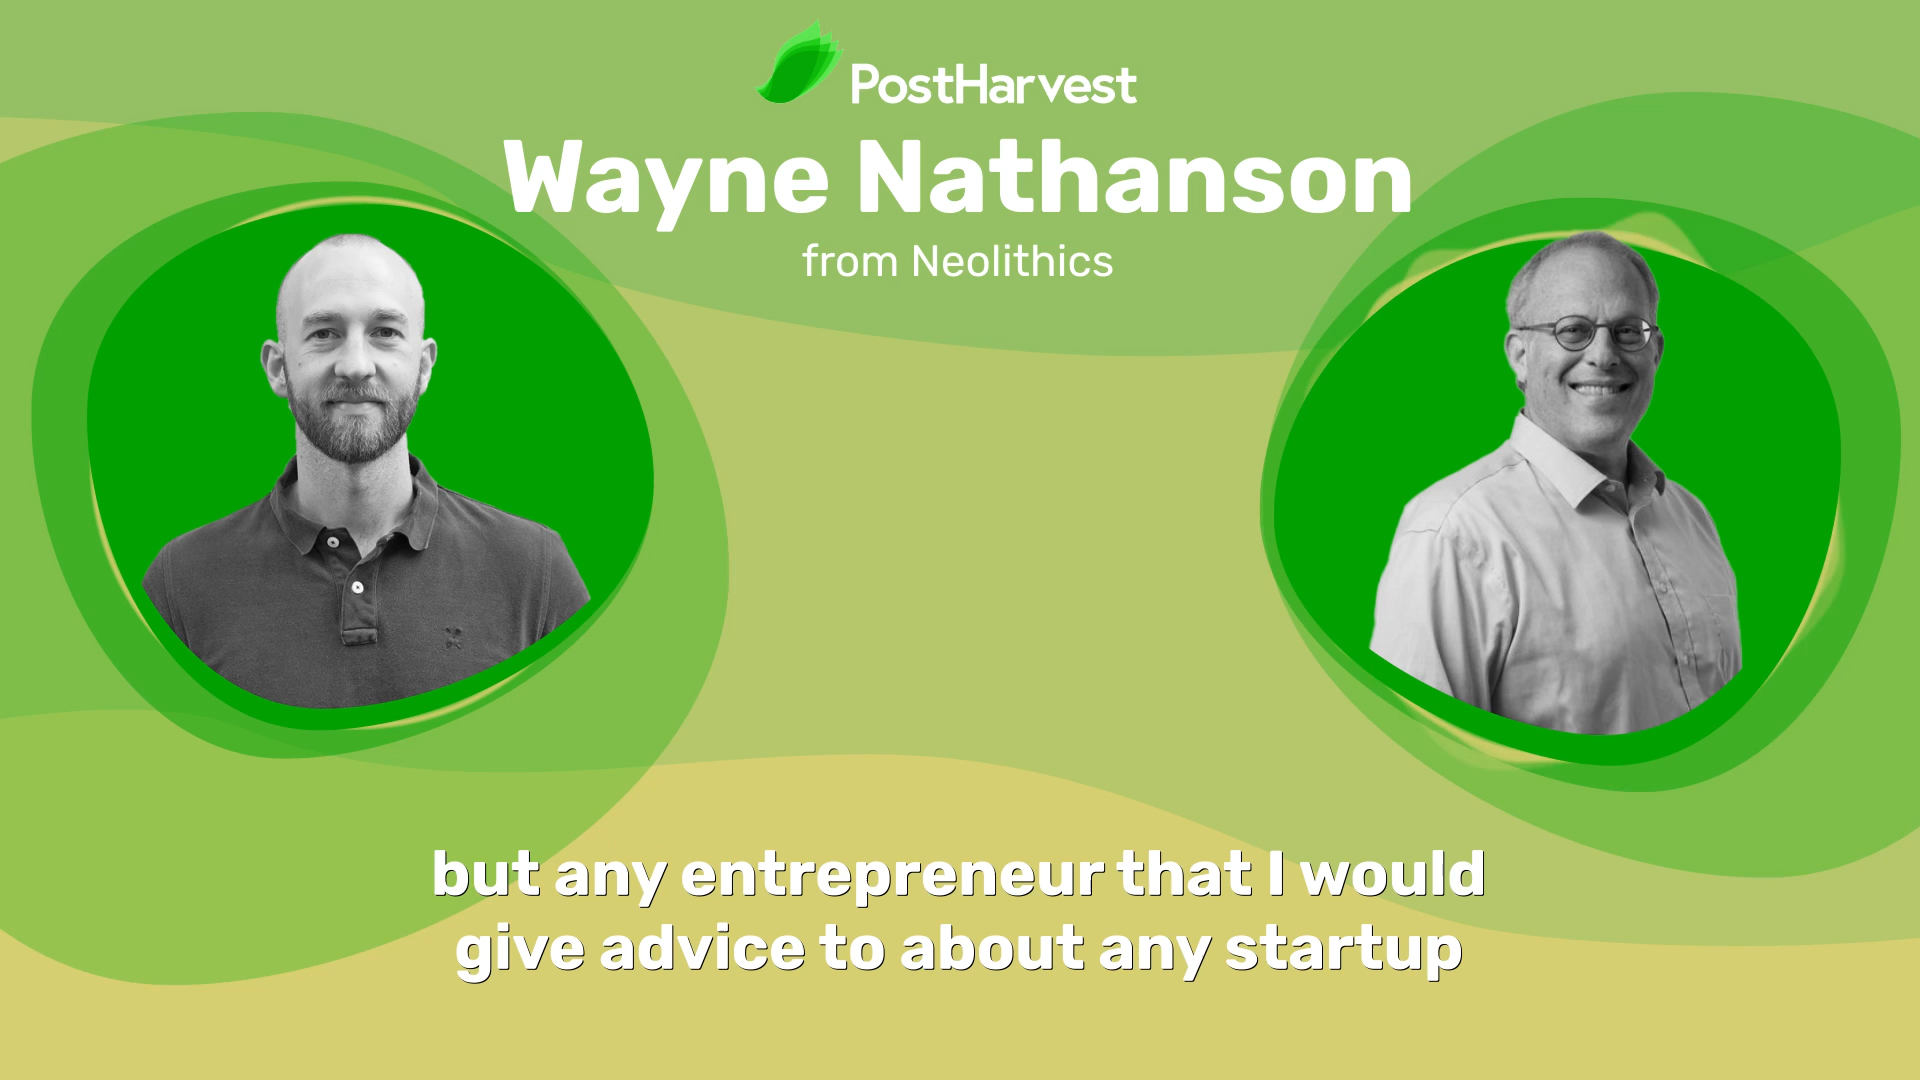 PostHarvest
Wayne Nathanson
from Neolithics
but any entrepreneur that I would
give advice to about any startup